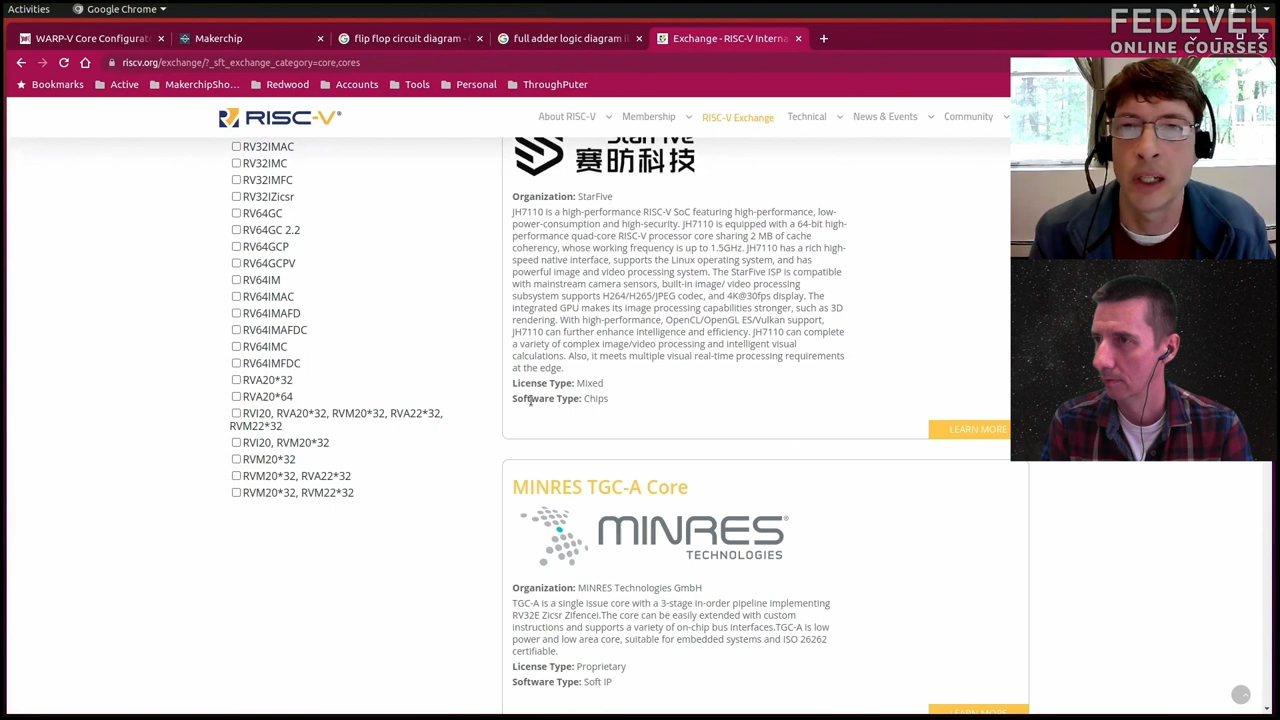 Activities
Google Chrome
FEDEVEL
ONLINE COURSES
WARP-V Core Configurat
Makerchip
flip flop circuit diagram -
full adder logic diagram i
Exchange - RISC-V Interna
riscv.org/exchange/?_sft_exchange_category=core,cores
Bookmarks
Active
MakerchipSho...
Redwood
Accounts
Tools
Personal
ThroughPuter
RISC-V®
About RISC-V
Membership
RISC-V Exchange
Technical
News & Events
Community
RV32IMAC
RV32IMC
RV32IMFC
RV32IZicsr
RV64GC
RV64GC 2.2
RV64GCP
RV64GCPV
RV64IM
RV64IMAC
RV64IMAFD
RV64IMAFDC
RV64IMC
RV64IMFDC
RVA20*32
RVA20*64
RVI20, RVA20*32, RVM20*32, RVA22*32,
RVM22*32
RVI20, RVM20*32
RVM20*32
RVM20*32, RVA22*32
RVM20*32, RVM22*32
StarFive
赛昉科技
Organization: StarFive
JH7110 is a high-performance RISC-V SoC featuring high-performance, low-
power-consumption and high-security. JH7110 is equipped with a 64-bit high-
performance quad-core RISC-V processor core sharing 2 MB of cache
coherency, whose working frequency is up to 1.5GHz. JH7110 has a rich high-
speed native interface, supports the Linux operating system, and has
powerful image and video processing system. The StarFive ISP is compatible
with mainstream camera sensors, built-in image/ video processing
subsystem supports H264/H265/JPEG codec, and 4K@30fps display. The
integrated GPU makes its image processing capabilities stronger, such as 3D
rendering. With high-performance, OpenCL/OpenGL ES/Vulkan support,
JH7110 can further enhance intelligence and efficiency. JH7110 can complete
a variety of complex image/video processing and intelligent visual
calculations. Also, it meets multiple visual real-time processing requirements
at the edge.
License Type: Mixed
Software Type: Chips
LEARN MORE
MINRES TGC-A Core
MINRES®
TECHNOLOGIES
Organization: MINRES Technologies GmbH
TGC-A is a single issue core with a 3-stage in-order pipeline implementing
RV32E Zicsr Zifencei.The core can be easily extended with custom
instructions and supports a variety of on-chip bus interfaces.TGC-A is low
power and low area core, suitable for embedded systems and ISO 26262
certifiable.
License Type: Proprietary
Software Type: Soft IP
LEARN MORE